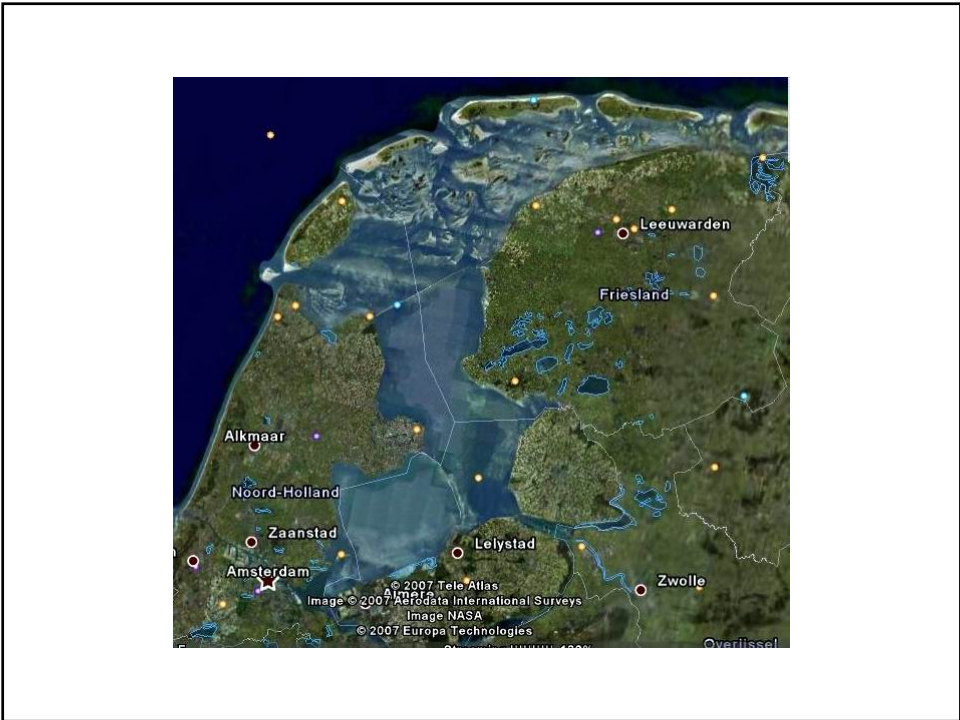 Leeuwarden
Friesland
Alkmaar
Noord-Holland
Zaanstad
Lelystad
Amsterdam
Zwolle
© 2007 Tele Atlas
Almere
Image © 2007 Aerodata International Surveys
Image NASA
© 2007 Europa Technologies
Overijssel